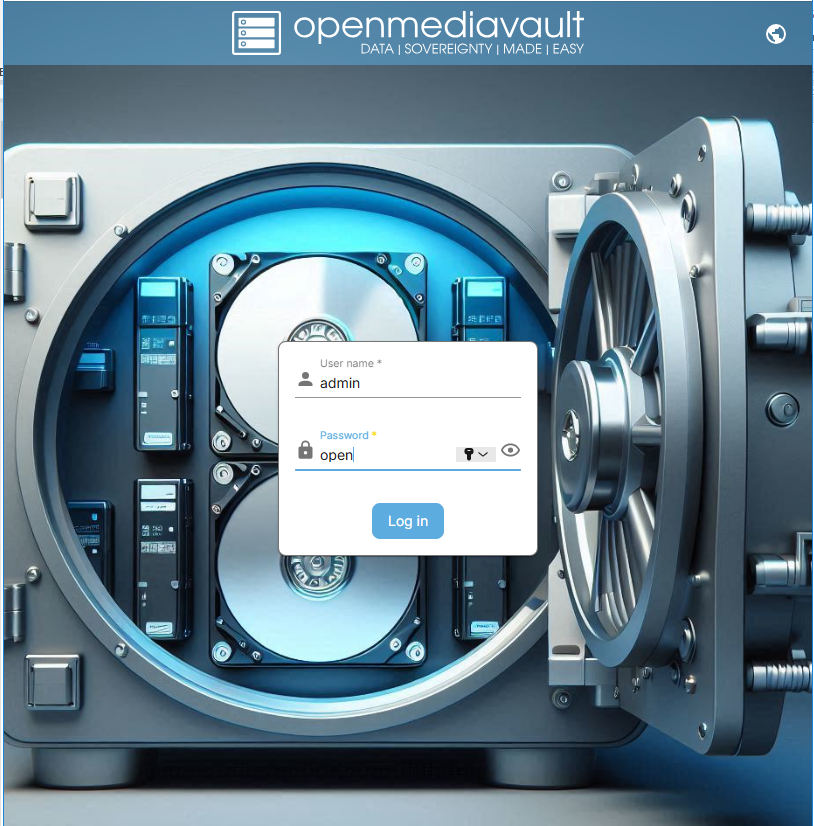 openmediavault
DATA | SOVEREIGNTY | MADE | EASY
User name *
admin
Password *
open
Log in